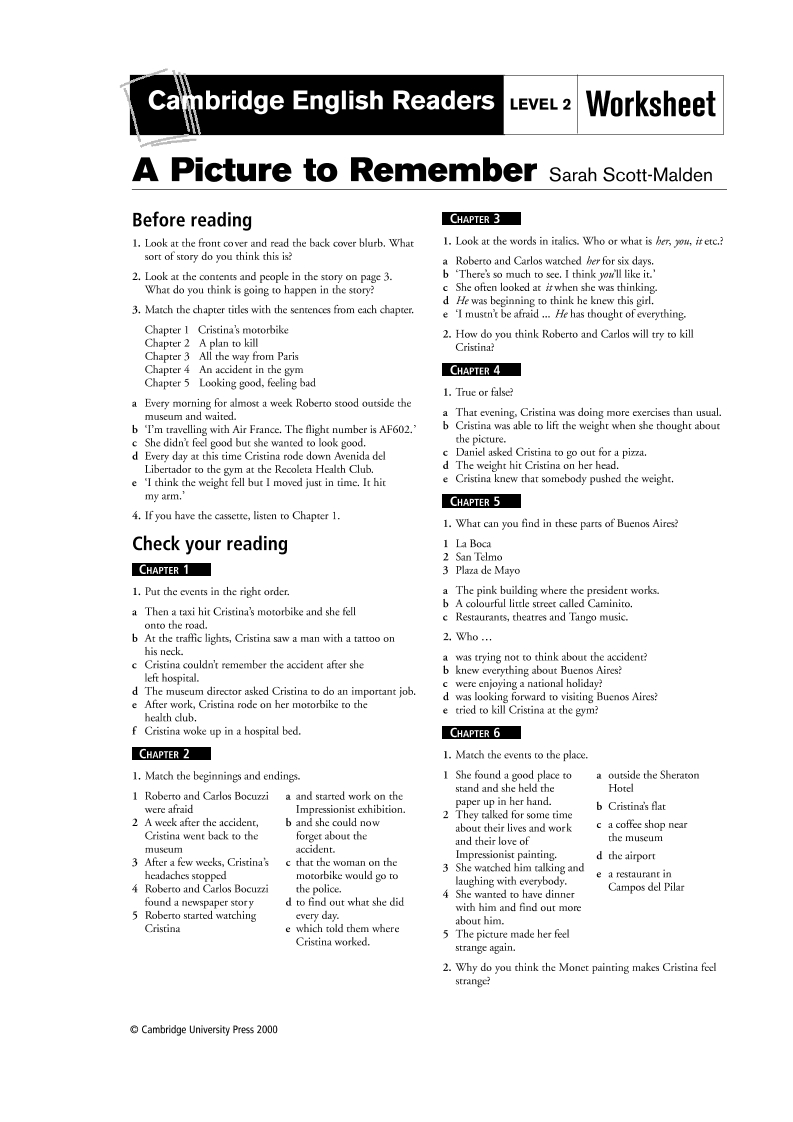 Cambridge English Readers LEVEL 2 Worksheet
A Picture to Remember Sarah Scott-Malden
Before reading
1. Look at the front cover and read the back cover blurb. What
sort of story do you think this is?
2. Look at the contents and people in the story on page 3.
What do you think is going to happen in the story?
3. Match the chapter titles with the sentences from each chapter.
Chapter 1 Cristina's motorbike
Chapter 2 A plan to kill
Chapter 3 All the way from Paris
Chapter 4 An accident in the gym
Chapter 5 Looking good, feeling bad
a Every morning for almost a week Roberto stood outside the
museum and waited.
b 'I'm travelling with Air France. The flight number is AF602.'
c She didn't feel good but she wanted to look good.
d Every day at this time Cristina rode down Avenida del
Libertador to the gym at the Recoleta Health Club.
e 'I think the weight fell but I moved just in time. It hit
my arm.'
4. If you have the cassette, listen to Chapter 1.
Check your reading
CHAPTER 1
1. Put the events in the right order.
a Then a taxi hit Cristina's motorbike and she fell
onto the road.
b At the traffic lights, Cristina saw a man with a tattoo on
his neck.
c Cristina couldn't remember the accident after she
left hospital.
d The museum director asked Cristina to do an important job.
e After work, Cristina rode on her motorbike to the
health club.
f Cristina woke up in a hospital bed.
CHAPTER 2
1. Match the beginnings and endings.
1 Roberto and Carlos Bocuzzi
were afraid
2 A week after the accident,
Cristina went back to the
museum
3 After a few weeks, Cristina's
headaches stopped
4 Roberto and Carlos Bocuzzi
found a newspaper story
5 Roberto started watching
Cristina
a and started work on the
Impressionist exhibition.
b and she could now
forget about the
accident.
c that the woman on the
motorbike would go to
the police.
d to find out what she did
every day.
e which told them where
Cristina worked.
CHAPTER 3
1. Look at the words in italics. Who or what is her, you, it etc.?
a Roberto and Carlos watched her for six days.
b 'There's so much to see. I think you'll like it.'
c She often looked at it when she was thinking.
d He was beginning to think he knew this girl.
e 'I mustn't be afraid ... He has thought of everything.
2. How do you think Roberto and Carlos will try to kill
Cristina?
CHAPTER 4
1. True or false?
a That evening, Cristina was doing more exercises than usual.
b Cristina was able to lift the weight when she thought about
the picture.
c Daniel asked Cristina to go out for a pizza.
d The weight hit Cristina on her head.
e Cristina knew that somebody pushed the weight.
CHAPTER 5
1. What can you find in these parts of Buenos Aires?
1 La Boca
2 San Telmo
3 Plaza de Mayo
a The pink building where the president works.
b A colourful little street called Caminito.
c Restaurants, theatres and Tango music.
2. Who ...
a was trying not to think about the accident?
b knew everything about Buenos Aires?
c were enjoying a national holiday?
d was looking forward to visiting Buenos Aires?
e tried to kill Cristina at the gym?
CHAPTER 6
1. Match the events to the place.
1 She found a good place to
stand and she held the
paper up in her hand.
2 They talked for some time
about their lives and work
and their love of
Impressionist painting.
3 She watched him talking and
laughing with everybody.
4 She wanted to have dinner
with him and find out more
about him.
5 The picture made her feel
strange again.
a outside the Sheraton
Hotel
b Cristina's flat
c a coffee shop near
the museum
d the airport
e a restaurant in
Campos del Pilar
2. Why do you think the Monet painting makes Cristina feel
strange?
© Cambridge University Press 2000